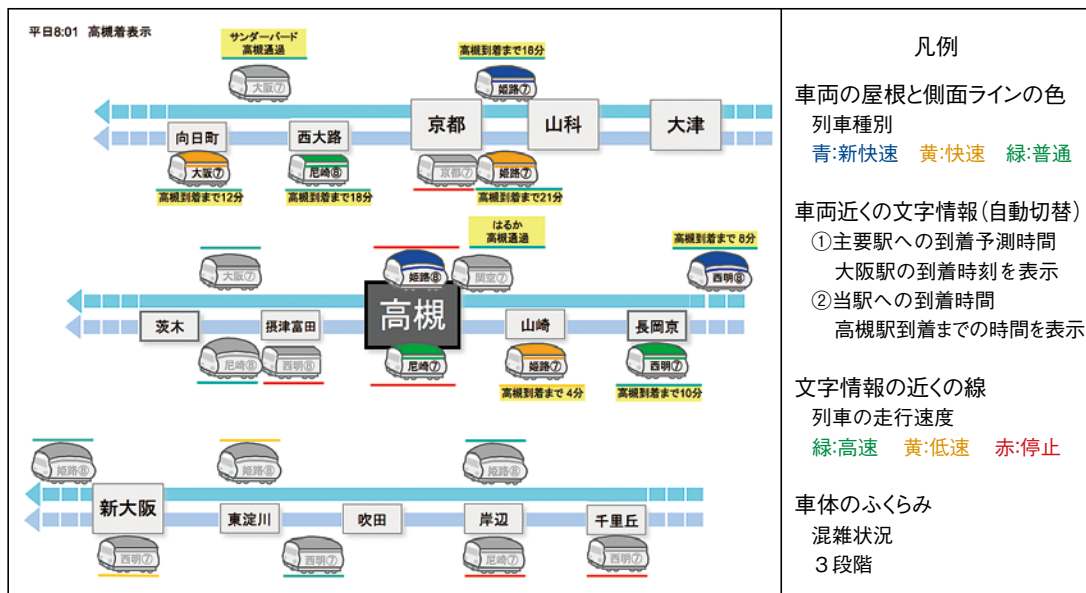 平日8:01 高槻着表示
サンダーバード
高槻通過
大阪⑦
高槻到着まで18分
姫路⑦
向日町
西大路
京都
山科
大津
大阪⑦
尼崎⑧
京都⑦
姫路⑦
高槻到着まで12分
高槻到着まで18分
高槻到着まで21分
はるか
高槻通過
高槻到着まで 8分
大阪⑦
姫路⑧
関空⑦
西明⑧
茨木
摂津富田
高槻
山崎
長岡京
尼崎⑧
西明⑧
尼崎⑦
姫路⑦
西明⑦
高槻到着まで 4分
高槻到着まで10分
姫路⑧
姫路⑧
姫路⑧
新大阪
東淀川
吹田
岸辺
千里丘
西明⑦
西明⑦
尼崎⑦
西明⑦
凡例
車両の屋根と側面ラインの色
列車種別
青:新快速 黄:快速 緑:普通
車両近くの文字情報(自動切替)
①主要駅への到着予測時間
大阪駅の到着時刻を表示
②当駅への到着時間
高槻駅到着までの時間を表示
文字情報の近くの線
列車の走行速度
緑:高速 黄:低速 赤:停止
車体のふくらみ
混雑状況
3段階